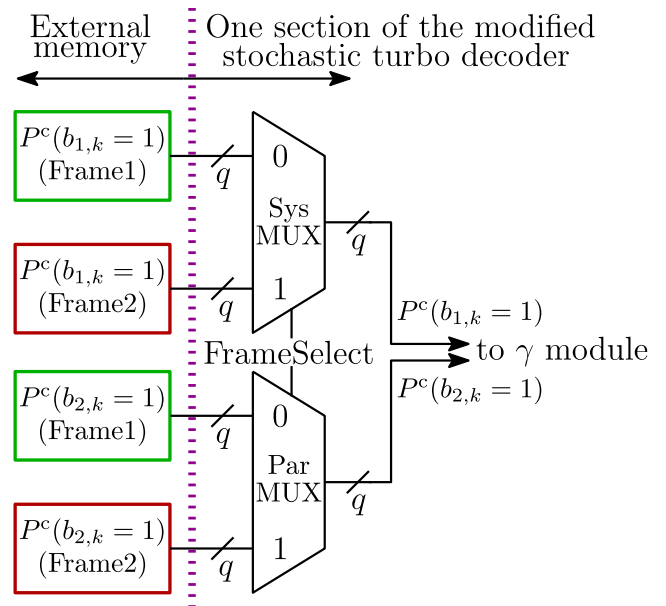 External
memory
One section of the modified
stochastic turbo decoder
P^c(b_{1,k} = 1)
(Frame1)
q
0
Sys
MUX
q
P^c(b_{1,k} = 1)
(Frame2)
q
1
P^c(b_{1,k} = 1)
FrameSelect
to γ module
P^c(b_{2,k} = 1)
P^c(b_{2,k} = 1)
(Frame1)
q
0
Par
MUX
q
P^c(b_{2,k} = 1)
(Frame2)
q
1